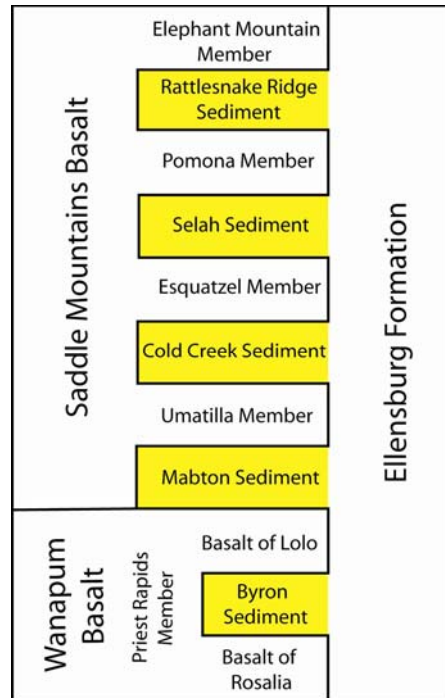 Elephant Mountain
Member
Rattlesnake Ridge
Sediment
Pomona Member
Selah Sediment
Esquatzel Member
Cold Creek Sediment
Umatilla Member
Mabton Sediment
Saddle Mountains Basalt
Basalt of Lolo
Byron
Sediment
Basalt of
Rosalia
Priest Rapids
Member
Wanapum
Basalt
Ellensburg Formation